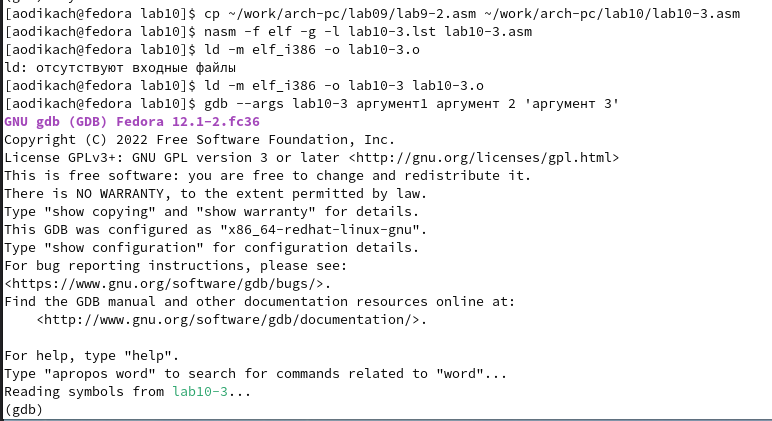 [aodikach@fedora lab10]$ cp ~/work/arch-pc/lab09/lab9-2.asm ~/work/arch-pc/lab10/lab10-3.asm
[aodikach@fedora lab10]$ nasm -f elf -g -l lab10-3.lst lab10-3.asm
[aodikach@fedora lab10]$ ld -m elf_i386 -o lab10-3.o
ld: отсутствуют входные файлы
[aodikach@fedora lab10]$ ld -m elf_i386 -o lab10-3 lab10-3.o
[aodikach@fedora lab10]$ gdb --args lab10-3 аргумент1 аргумент 2 'аргумент 3'
GNU gdb (GDB) Fedora 12.1-2.fc36
Copyright (C) 2022 Free Software Foundation, Inc.
License GPLv3+: GNU GPL version 3 or later <http://gnu.org/licenses/gpl.html>
This is free software: you are free to change and redistribute it.
There is NO WARRANTY, to the extent permitted by law.
Type "show copying" and "show warranty" for details.
This GDB was configured as "x86_64-redhat-linux-gnu".
Type "show configuration" for configuration details.
For bug reporting instructions, please see:
<https://www.gnu.org/software/gdb/bugs/>.
Find the GDB manual and other documentation resources online at:
    <http://www.gnu.org/software/gdb/documentation/>.

For help, type "help".
Type "apropos word" to search for commands related to "word"...
Reading symbols from lab10-3...
(gdb)